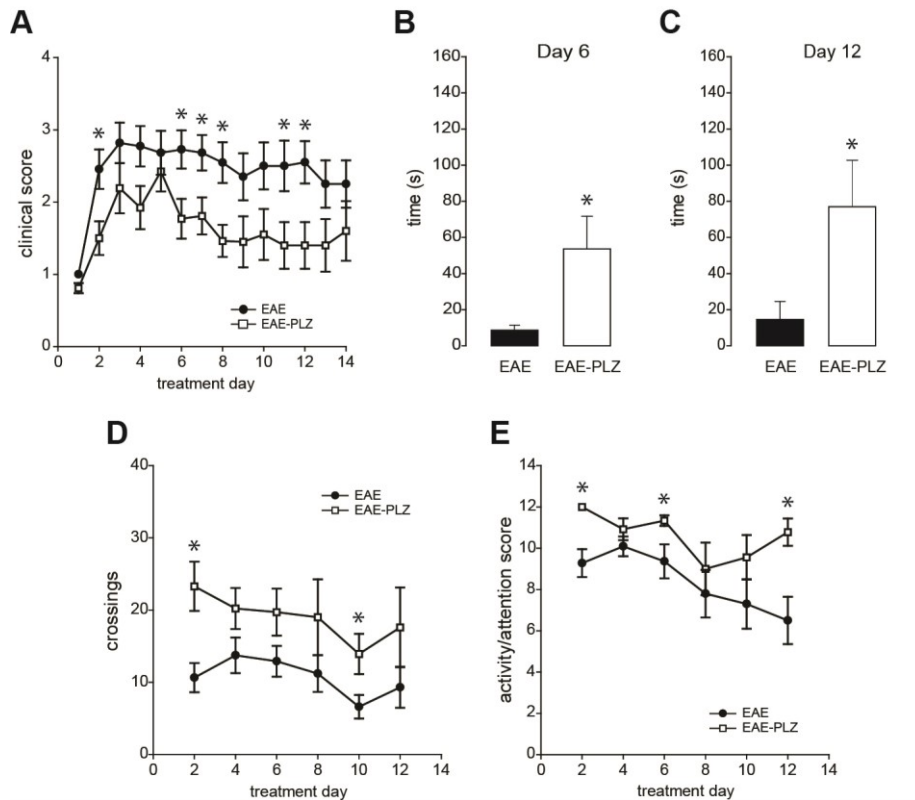 A
4
3
2
1
0
clinical score
* * * * * *
EAE
EAE-PLZ
0 2 4 6 8 10 12 14
treatment day
B
Day 6
160
140
120
100
80
60
40
20
0
time (s)
*
EAE EAE-PLZ
C
Day 12
160
140
120
100
80
60
40
20
0
time (s)
*
EAE EAE-PLZ
D
40
30
20
10
0
crossings
* *
EAE
EAE-PLZ
0 2 4 6 8 10 12 14
treatment day
E
14
12
10
8
6
4
2
0
activity/attention score
* * *
EAE
EAE-PLZ
0 2 4 6 8 10 12 14
treatment day